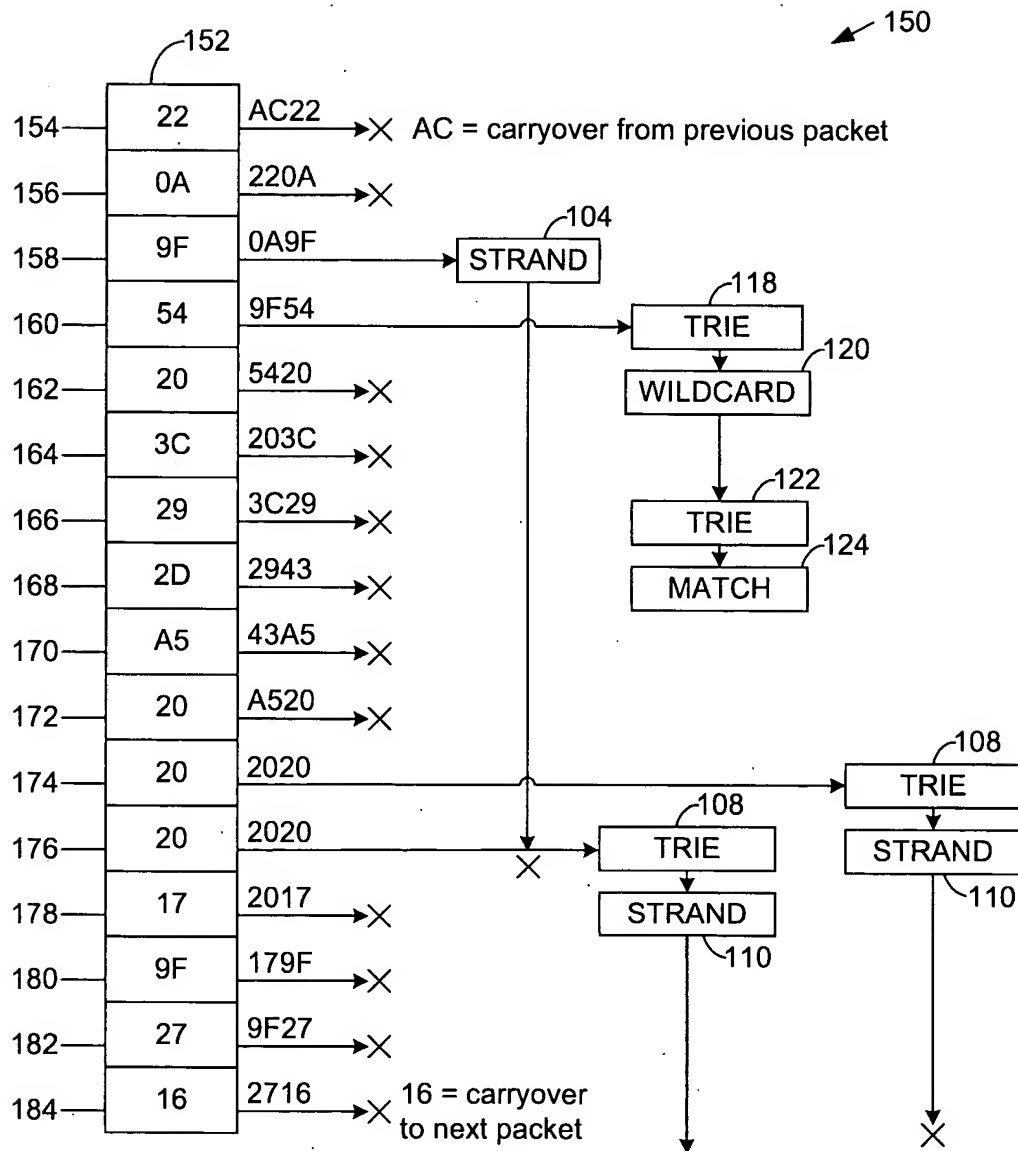 150
152
154 22 AC22 AC = carryover from previous packet
156 0A 220A
104
158 9F 0A9F STRAND
118
160 54 9F54 TRIE
120
162 20 5420 WILDCARD
164 3C 203C
122
166 29 3C29 TRIE
124
168 2D 2943 MATCH
170 A5 43A5
172 20 A520
108
174 20 2020 TRIE
108
176 20 2020 TRIE STRAND
110
178 17 2017 STRAND
110
180 9F 179F
182 27 9F27
184 16 2716 16 = carryover
to next packet